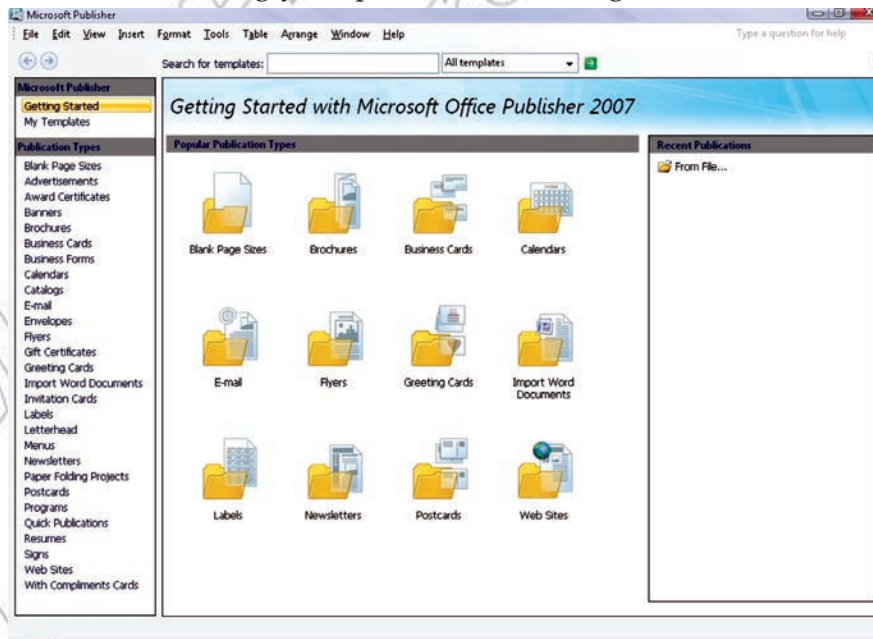 Microsoft Publisher
File Edit View Insert Format Tools Table Arrange Window Help
Type a question for help
Search for templates:
All templates
Microsoft Publisher
Getting Started
My Templates
Publication Types
Blank Page Sizes
Advertisements
Award Certificates
Banners
Brochures
Business Cards
Business Forms
Calendars
Catalogs
E-mail
Envelopes
Flyers
Gift Certificates
Greeting Cards
Import Word Documents
Invitation Cards
Labels
Letterhead
Menus
Newsletters
Paper Folding Projects
Postcards
Programs
Quick Publications
Resumes
Signs
Web Sites
With Compliments Cards
Getting Started with Microsoft Office Publisher 2007
Popular Publication Types
Blank Page Sizes
Brochures
Business Cards
Calendars
E-mail
Flyers
Greeting Cards
Import Word
Documents
Labels
Newsletters
Postcards
Web Sites
Recent Publications
From File...